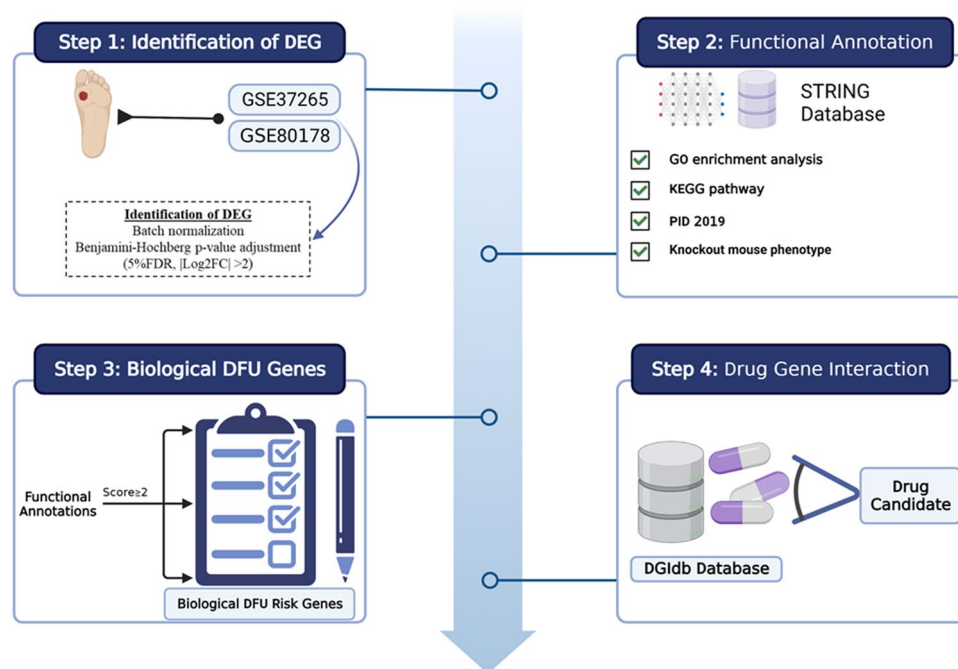 Step 1: Identification of DEG
GSE37265
GSE80178
Identification of DEG
Batch normalization
Benjamini-Hochberg p-value adjustment
(5%FDR, |Log2FC| >2)
Step 2: Functional Annotation
STRING
Database
GO enrichment analysis
KEGG pathway
PID 2019
Knockout mouse phenotype
Step 3: Biological DFU Genes
Functional
Annotations
Score≥2
Biological DFU Risk Genes
Step 4: Drug Gene Interaction
Drug
Candidate
DGIdb Database